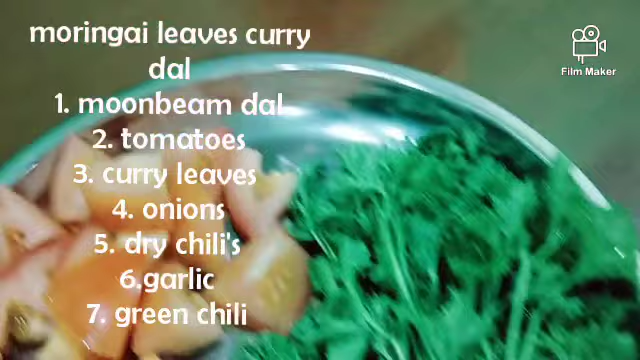 moringai leaves curry
dal
1. moonbeam dal
2. tomatoes
3. curry leaves
4. onions
5. dry chili's
6.garlic
7. green chili
Film Maker